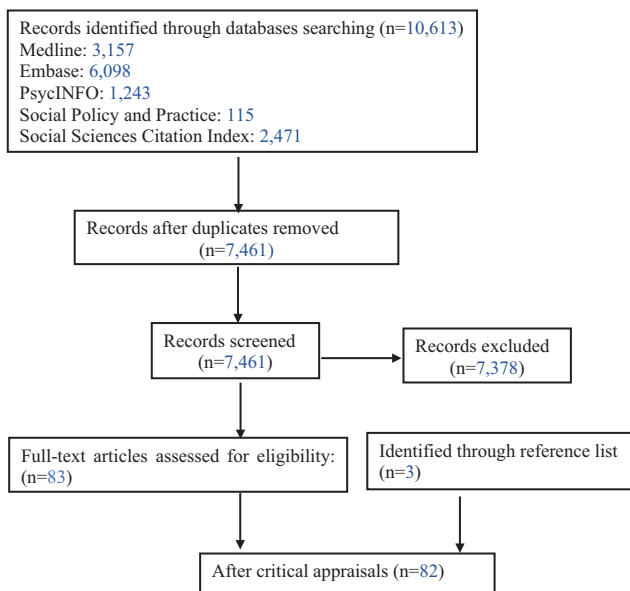 Records identified through databases searching (n=10,613)
Medline: 3,157
Embase: 6,098
PsycINFO: 1,243
Social Policy and Practice: 115
Social Sciences Citation Index: 2,471
Records after duplicates removed
(n=7,461)
Records screened
(n=7,461)
Records excluded
(n=7,378)
Full-text articles assessed for eligibility:
(n=83)
Identified through reference list
(n=3)
After critical appraisals (n=82)